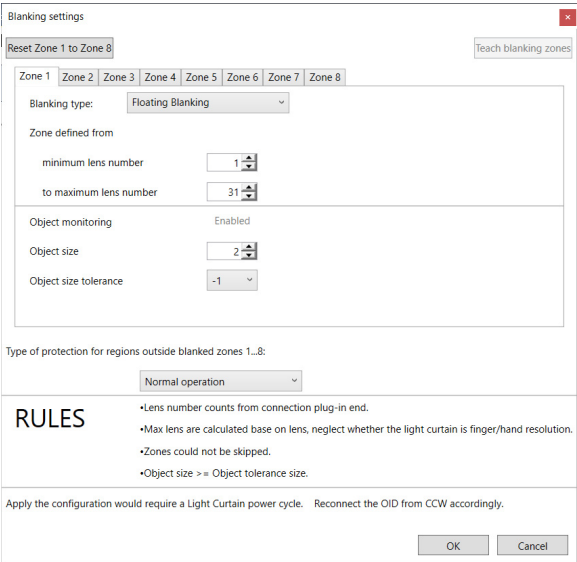 Blanking settings
Reset Zone 1 to Zone 8
Teach blanking zones
Zone 1 Zone 2 Zone 3 Zone 4 Zone 5 Zone 6 Zone 7 Zone 8
Blanking type: Floating Blanking
Zone defined from
minimum lens number 1
to maximum lens number 31
Object monitoring Enabled
Object size 2
Object size tolerance -1
Type of protection for regions outside blanked zones 1...8:
Normal operation
RULES
•Lens number counts from connection plug-in end.
•Max lens are calculated base on lens, neglect whether the light curtain is finger/hand resolution.
•Zones could not be skipped.
•Object size >= Object tolerance size.
Apply the configuration would require a Light Curtain power cycle. Reconnect the OID from CCW accordingly.
OK Cancel